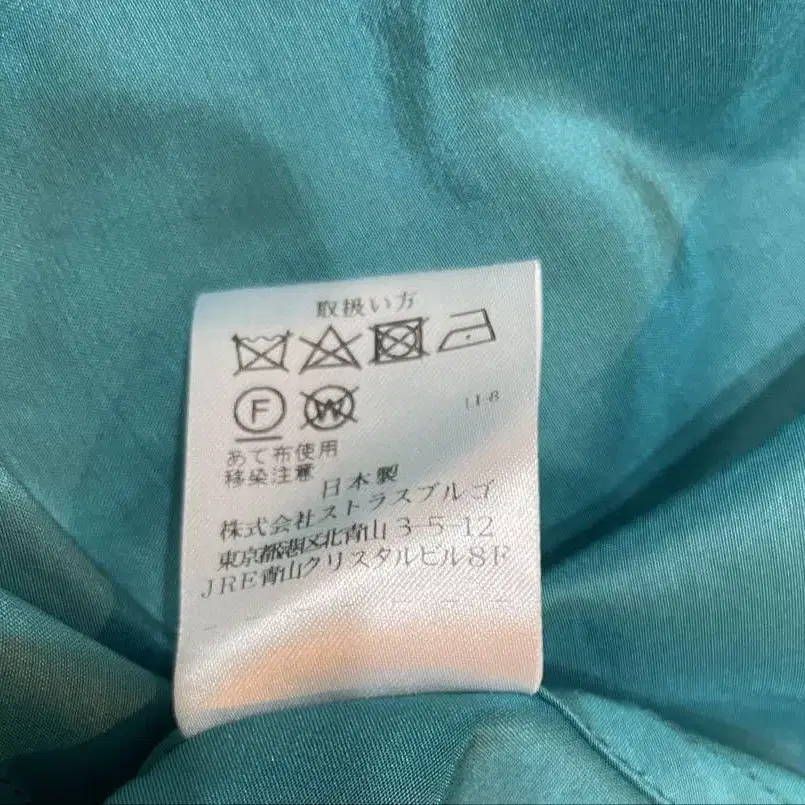 取扱い方
F W
11-8
あて布使用
移染注意
日本製
株式会社ストラスブルゴ
東京都港区北青山3-5-12
JRE青山クリスタルビル8F